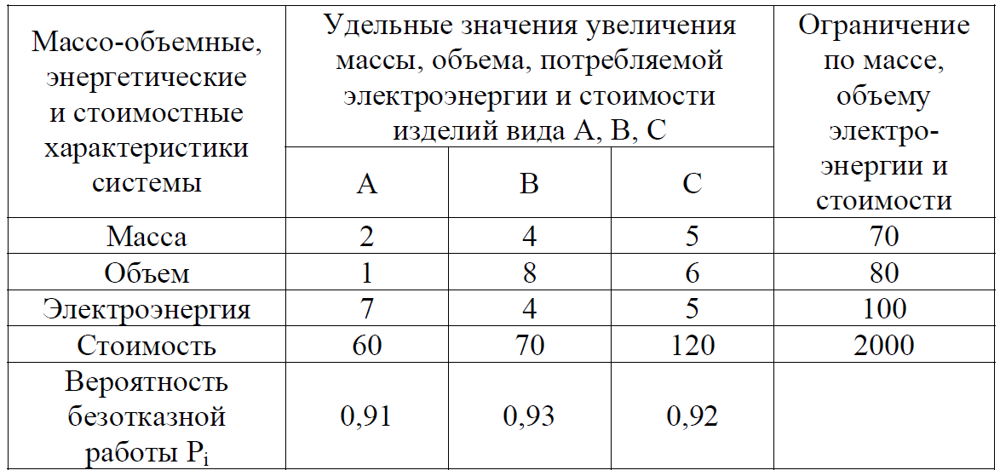 Массо-объемные,
энергетические
и стоимостные
характеристики
системы
Удельные значения увеличения
массы, объема, потребляемой
электроэнергии и стоимости
изделий вида А, В, С
Ограничение
по массе,
объему
электро-
энергии и
стоимости
А В С
Масса 2 4 5 70
Объем 1 8 6 80
Электроэнергия 7 4 5 100
Стоимость 60 70 120 2000
Вероятность
безотказной
работы Pi
0,91 0,93 0,92